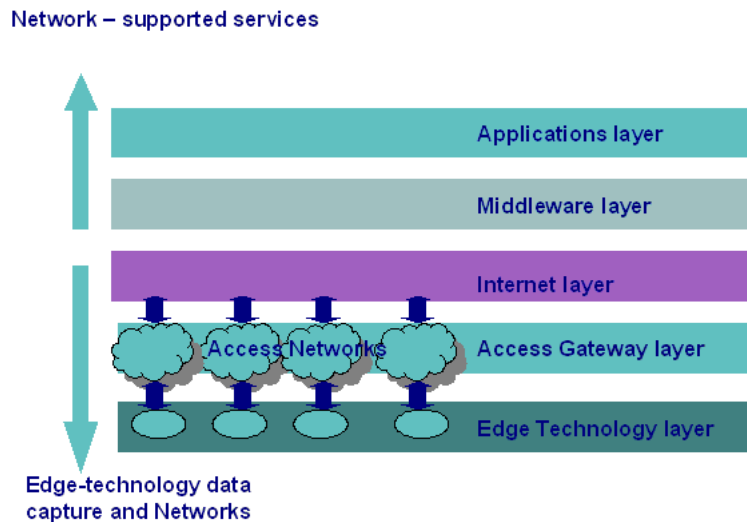 Network – supported services
Applications layer
Middleware layer
Internet layer
Access Networks
Access Gateway layer
Edge Technology layer
Edge-technology data
capture and Networks